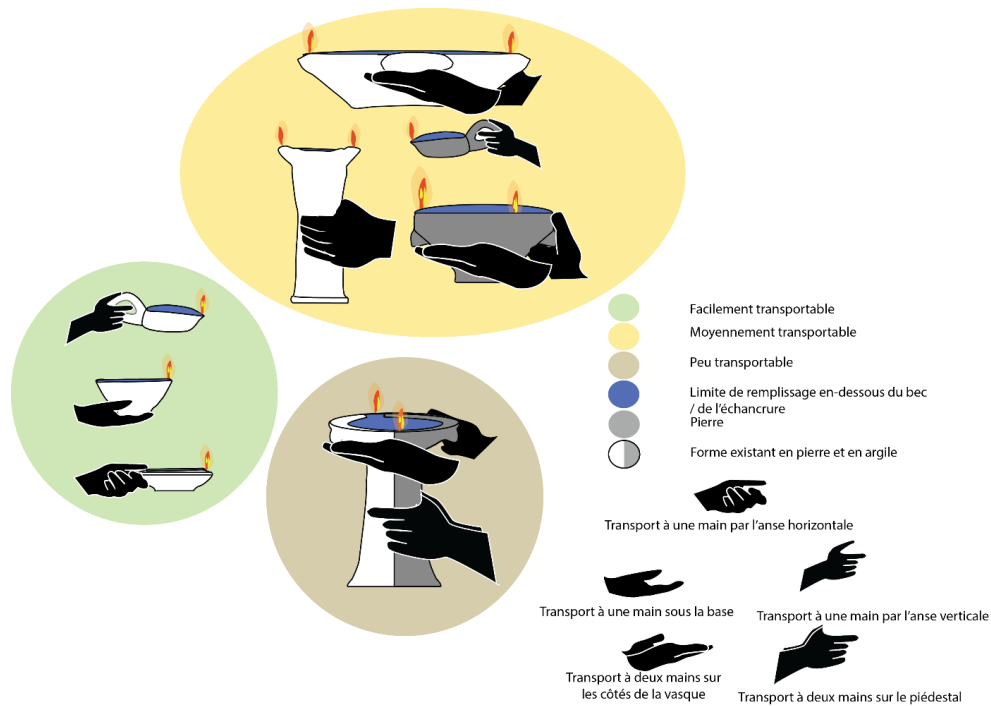 Facilement transportable
Moyennement transportable
Peu transportable
Limite de remplissage en-dessous du bec
/ de l'échancrure
Pierre
Forme existant en pierre et en argile
Transport à une main par l'anse horizontale
Transport à une main sous la base
Transport à une main par l'anse verticale
Transport à deux mains sur
les côtés de la vasque
Transport à deux mains sur le piédestal